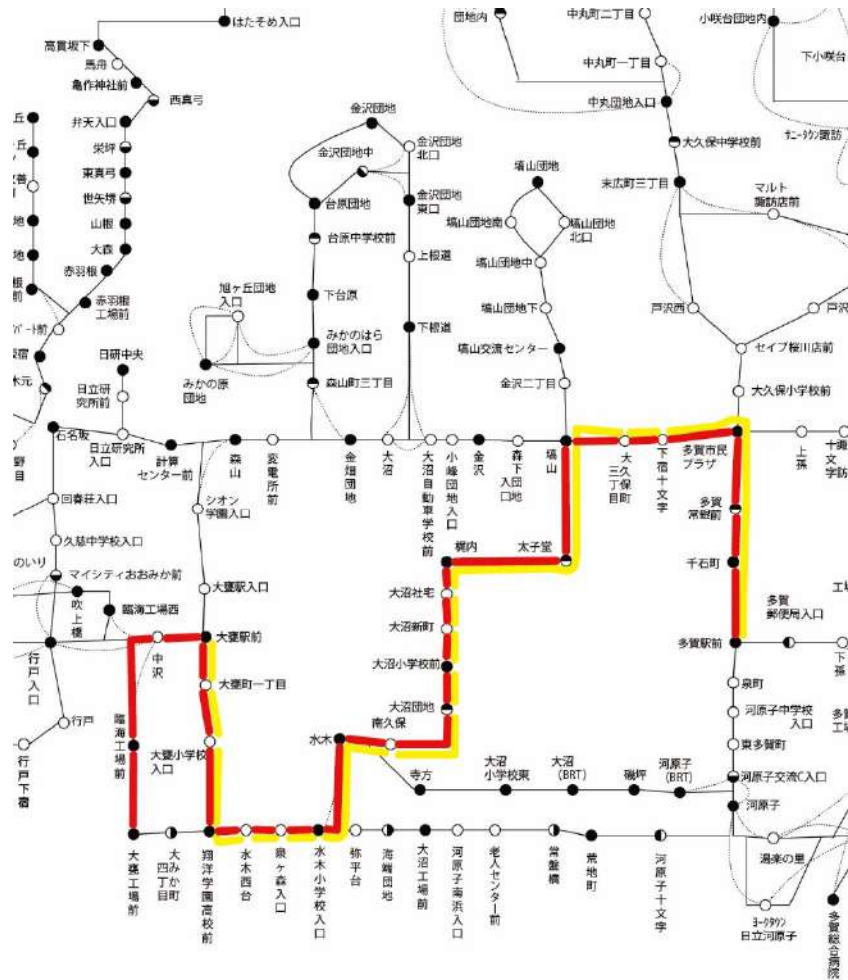 はたそめ入口
高貫坂下
馬舟
亀作神社前
西真弓
弁天入口
栄坪
東真弓
世矢堺
山根
大森
赤羽根
赤羽根
工場前
日研中央
日立研
究所前
石名坂
日立研究所
入口
計算
センター前
森山
変電所前
シオン
学園入口
回春荘入口
久慈中学校入口
マイシティおおみか前
吹上橋
臨海工場西
大甕駅入口
大甕駅前
中沢
大甕町一丁目
行戸入口
行戸
行戸下宿
臨海工場前
大甕小学校
入口
大甕工場前
大みか町
四丁目
翔洋学園高校前
水木西台
泉ヶ森入口
水木小学校入口
弥平台
海端団地
大沼工場前
河原子南浜入口
老人センター前
常磐橋
荒地町
河原子十文字
金沢団地
金沢団地中
金沢団地
北口
金沢団地
東口
台原団地
台原中学校前
上根道
下台原
旭ヶ丘団地
入口
みかのはら
団地入口
下根道
みかの原
団地
森山町三丁目
金畑団地
大沼
大沼自動車学校前
小峰団地入口
金沢
森下団地
入口
塙山
塙山団地
塙山団地南
塙山団地
北口
塙山団地中
塙山団地下
塙山交流センター
金沢二丁目
大久保町
三丁目
下宿十文字
多賀市民
プラザ
上孫
団地内
中丸町二丁目
中丸町一丁目
中丸団地入口
大久保中学校前
末広町三丁目
小咲台団地内
下小咲台
サニータウン諏訪
マルト
諏訪店前
戸沢西
戸沢
セイブ桜川店前
大久保小学校前
多賀
常銀前
千石町
多賀
郵便局入口
多賀駅前
下孫
泉町
河原子中学校
入口
東多賀町
河原子交流C入口
河原子
湯楽の里
ヨークタウン
日立河原子
多賀総合病院
梶内
太子堂
大沼社宅
大沼新町
大沼小学校前
大沼団地
南久保
水木
寺方
大沼
小学校東
大沼
(BRT)
磯坪
河原子
(BRT)